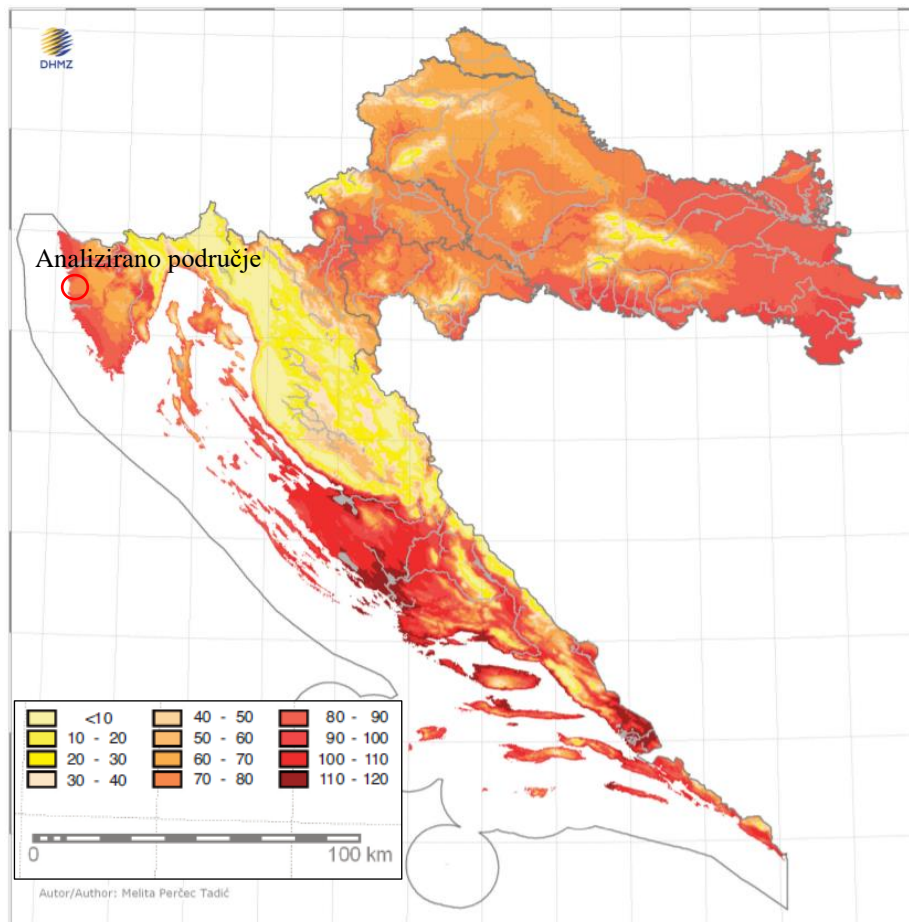 DHMZ
Analizirano područje
<10 40 - 50 80 - 90
10 - 20 50 - 60 90 - 100
20 - 30 60 - 70 100 - 110
30 - 40 70 - 80 110 - 120
0 100 km
Autor/Author: Melita Perčec Tadić